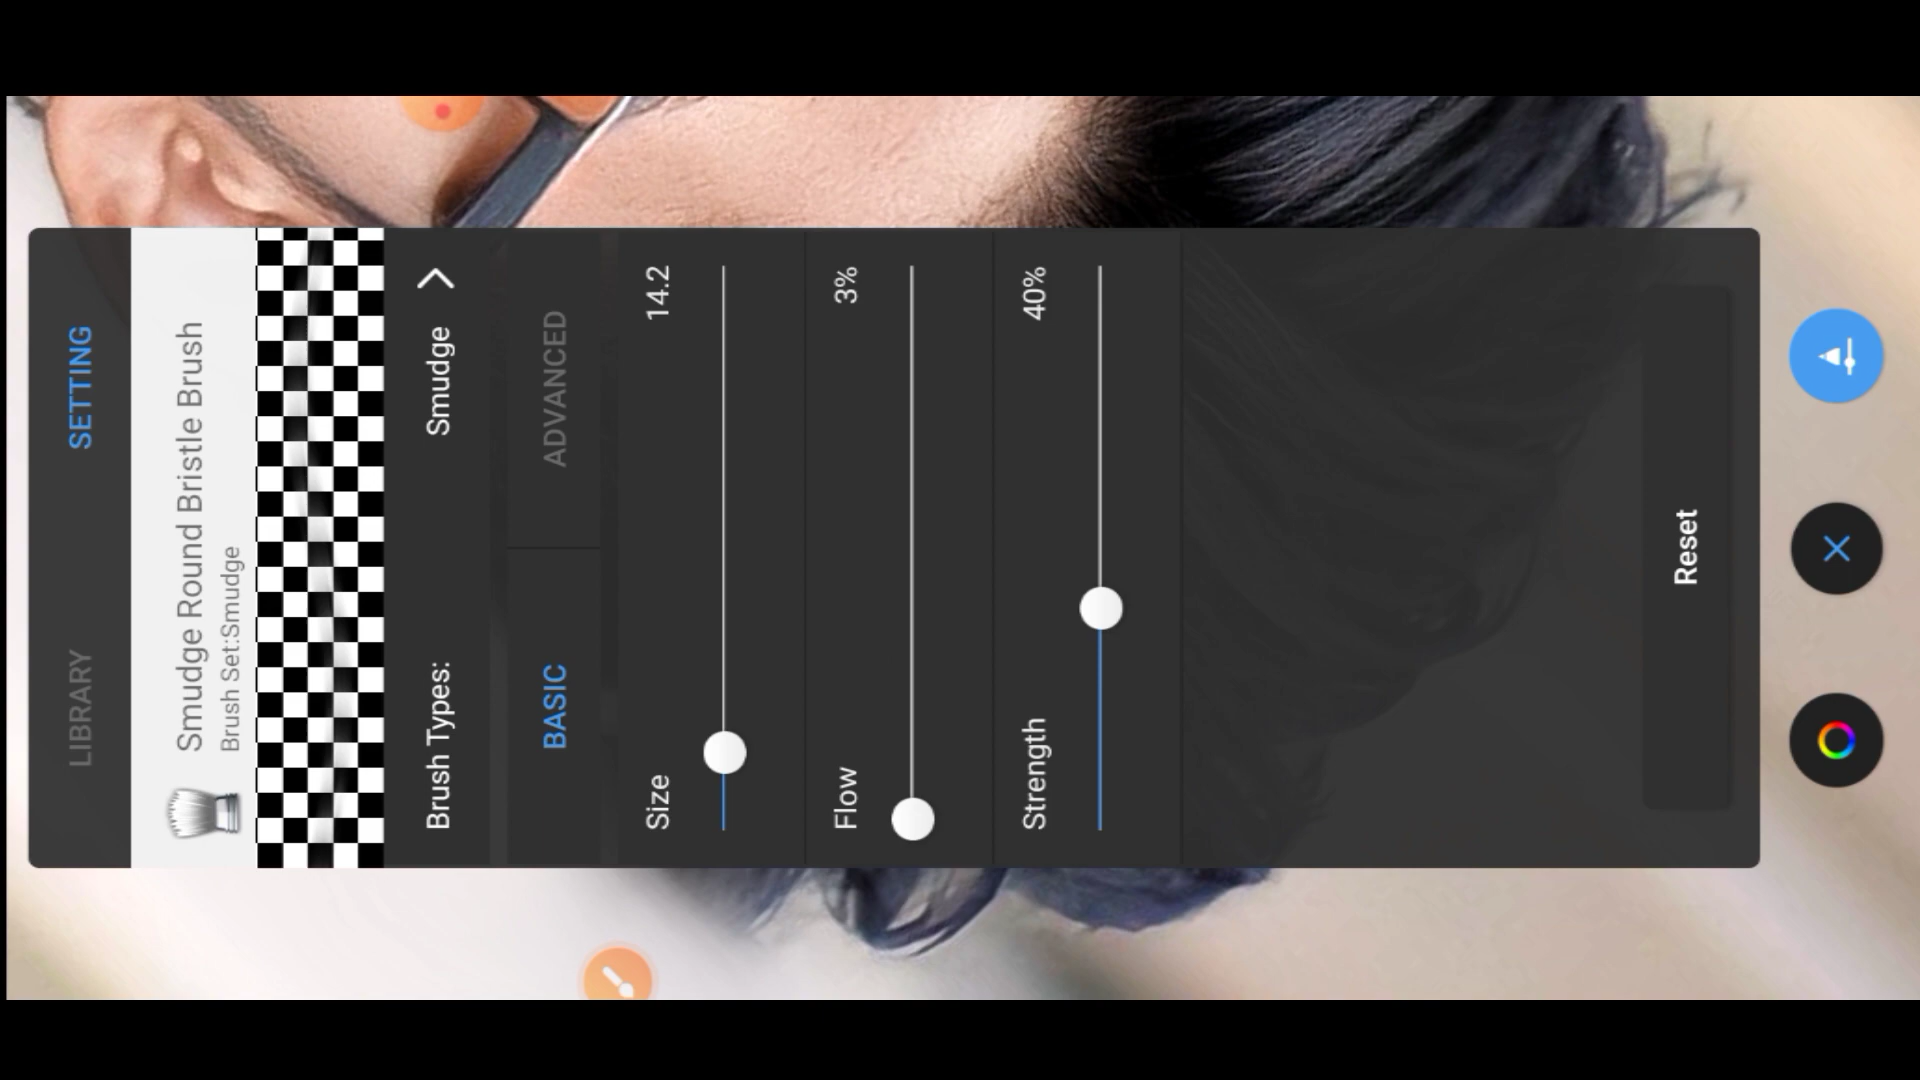 LIBRARY SETTING
Smudge Round Bristle Brush
Brush Set:Smudge
Brush Types: Smudge
BASIC ADVANCED
Size 14.2
Flow 3%
Strength 40%
Reset